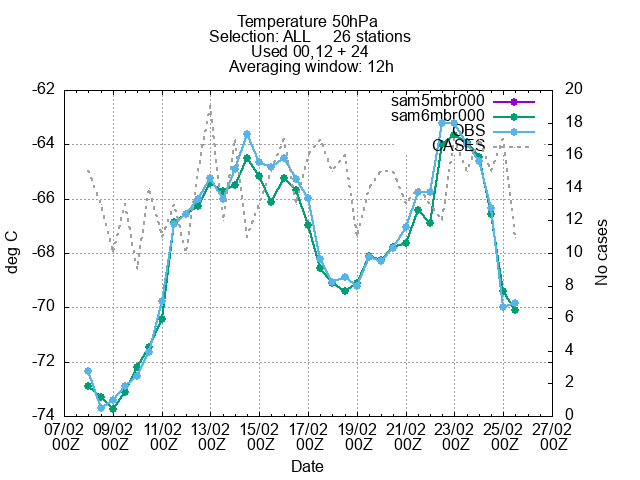 Temperature 50hPa
Selection: ALL 26 stations
Used 00,12 + 24
Averaging window: 12h
sam5mbr000
sam6mbr000
OBS
CASES
deg C
-62
-64
-66
-68
-70
-72
-74
No cases
20
18
16
14
12
10
8
6
4
2
0
07/02 09/02 11/02 13/02 15/02 17/02 19/02 21/02 23/02 25/02 27/02
00Z 00Z 00Z 00Z 00Z 00Z 00Z 00Z 00Z 00Z 00Z
Date